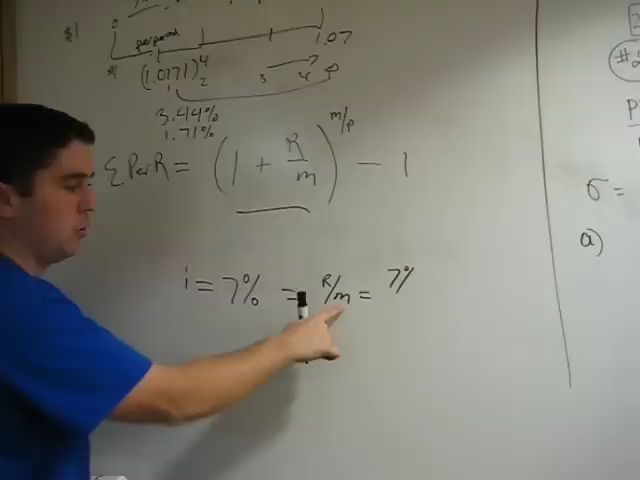 $1 0
per period 1.07
(1.0171)⁴ 3 4
1 2
3.44%
1.71%
PerR = (1 + R/m)^m/p − 1
i = 7% = R/m = 7%
#2
σ =
a)